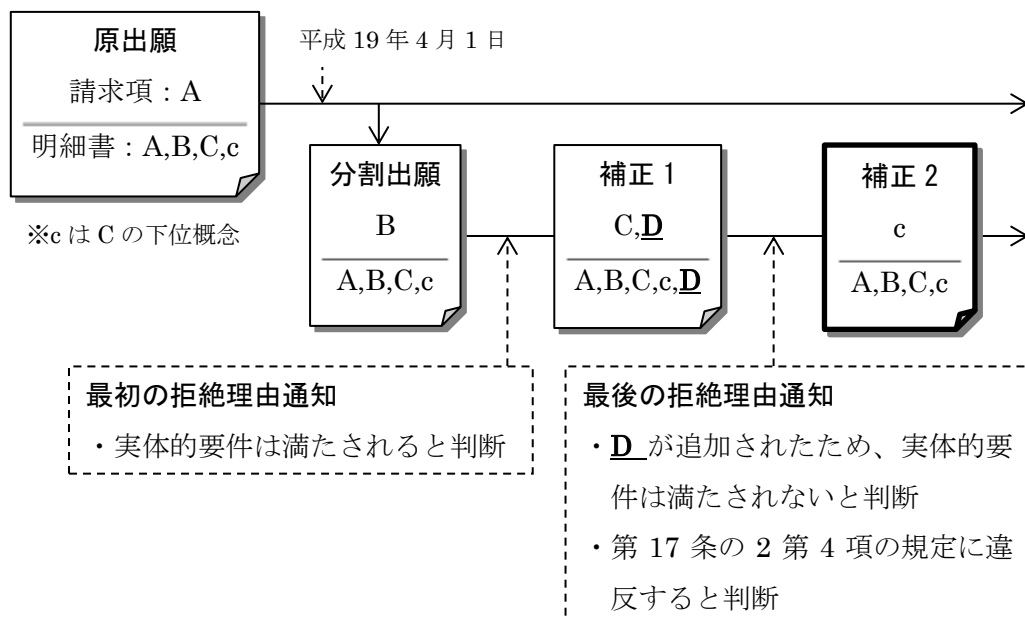 原出願
請求項：A
明細書：A,B,C,c
※c は C の下位概念
平成 19 年 4 月 1 日
分割出願
B
A,B,C,c
補正 1
C,D
A,B,C,c,D
補正 2
c
A,B,C,c
最初の拒絶理由通知
・実体的要件は満たされると判断
最後の拒絶理由通知
・D が追加されたため、実体的要
件は満たされないと判断
・第 17 条の 2 第 4 項の規定に違
反すると判断